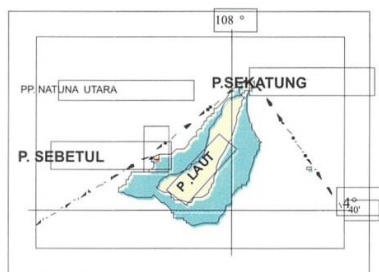 108 °
P.SEKATUNG
PP. NATUNA UTARA
P. SEBETUL
P. LAUT
4°
40'